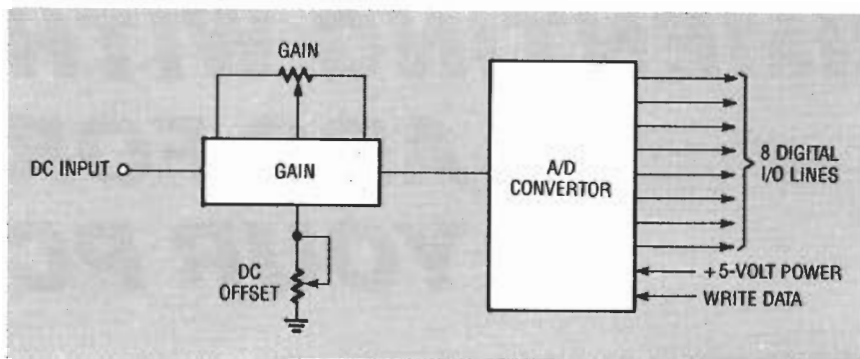 GAIN
DC INPUT
GAIN
DC
OFFSET
A/D
CONVERTOR
8 DIGITAL
I/O LINES
+5-VOLT POWER
WRITE DATA